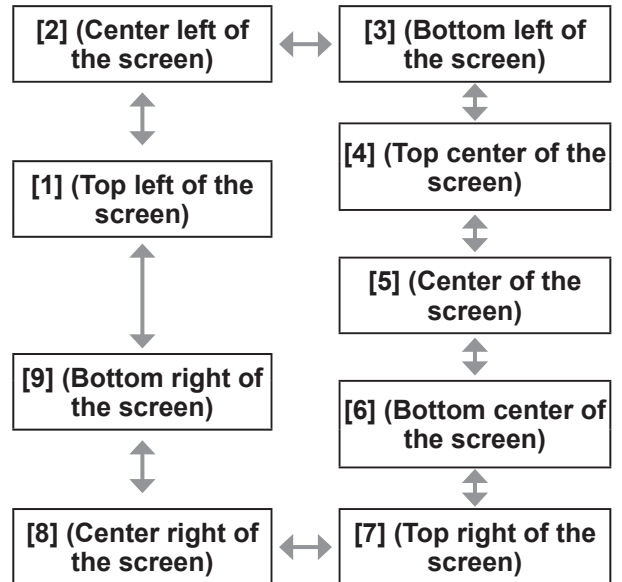 [2] (Center left of
the screen)
[3] (Bottom left of
the screen)
[1] (Top left of the
screen)
[4] (Top center of the
screen)
[5] (Center of the
screen)
[9] (Bottom right of
the screen)
[6] (Bottom center of
the screen)
[8] (Center right of
the screen)
[7] (Top right of the
screen)